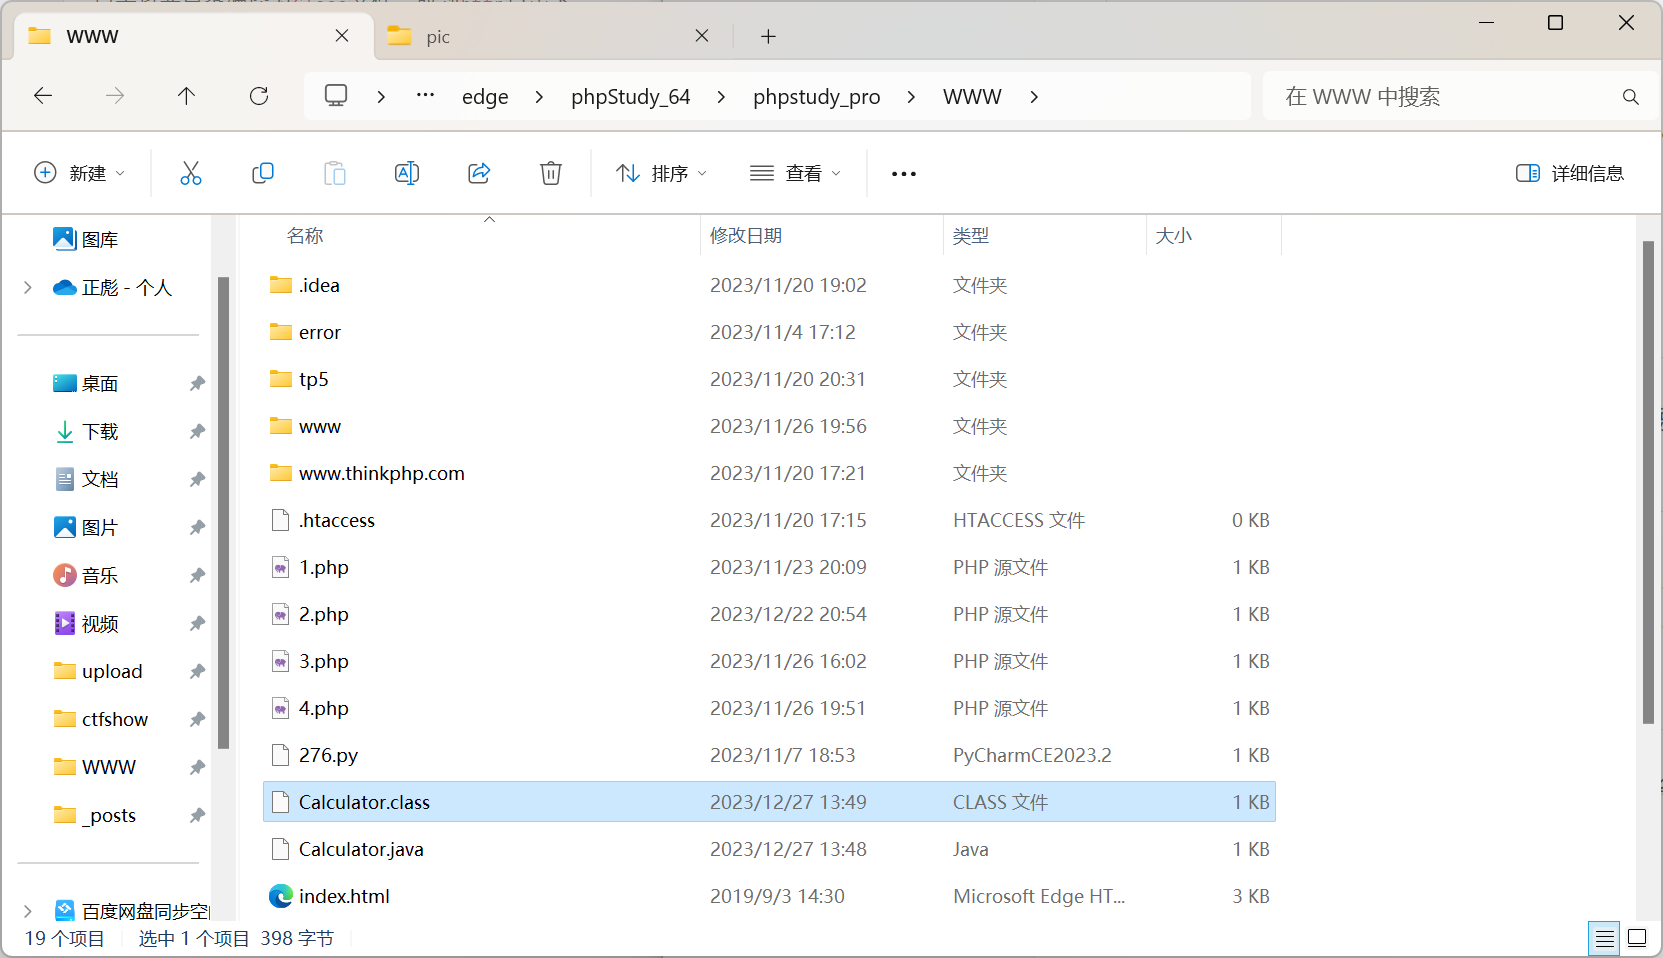 WWW
pic
edge
phpStudy_64
phpstudy_pro
WWW
在 WWW 中搜索
新建
排序
查看
详细信息
图库
正彪 - 个人
桌面
下载
文档
图片
音乐
视频
upload
ctfshow
WWW
_posts
百度网盘同步空
名称 修改日期 类型 大小
.idea 2023/11/20 19:02 文件夹
error 2023/11/4 17:12 文件夹
tp5 2023/11/20 20:31 文件夹
www 2023/11/26 19:56 文件夹
www.thinkphp.com 2023/11/20 17:21 文件夹
.htaccess 2023/11/20 17:15 HTACCESS 文件 0 KB
1.php 2023/11/23 20:09 PHP 源文件 1 KB
2.php 2023/12/22 20:54 PHP 源文件 1 KB
3.php 2023/11/26 16:02 PHP 源文件 1 KB
4.php 2023/11/26 19:51 PHP 源文件 1 KB
276.py 2023/11/7 18:53 PyCharmCE2023.2 1 KB
Calculator.class 2023/12/27 13:49 CLASS 文件 1 KB
Calculator.java 2023/12/27 13:48 Java 1 KB
index.html 2019/9/3 14:30 Microsoft Edge HT... 3 KB
19 个项目 选中 1 个项目 398 字节